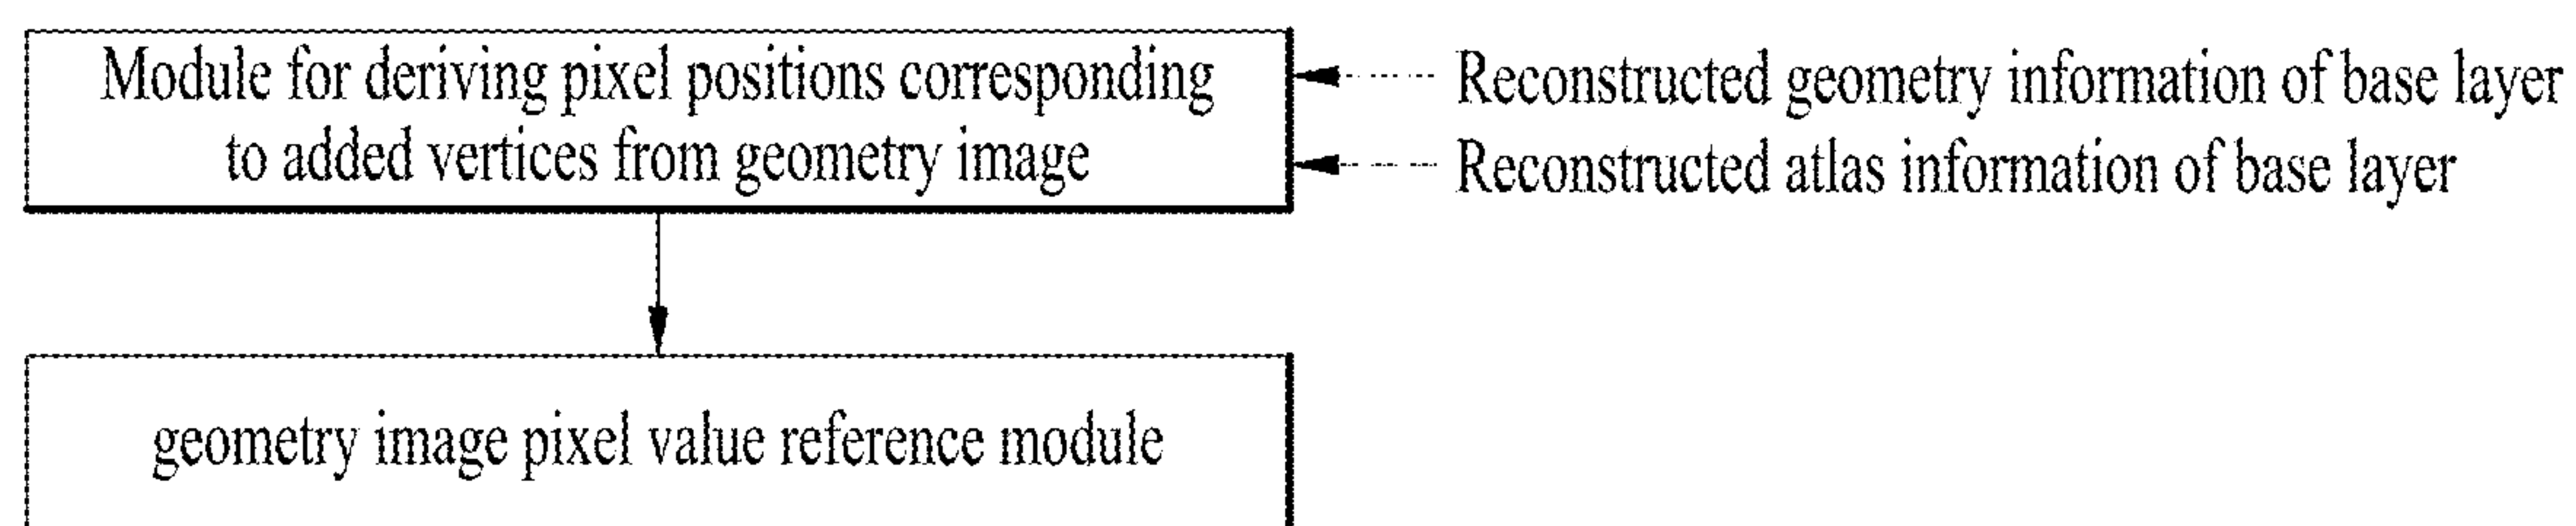 Module for deriving pixel positions corresponding
to added vertices from geometry image
Reconstructed geometry information of base layer
Reconstructed atlas information of base layer
geometry image pixel value reference module